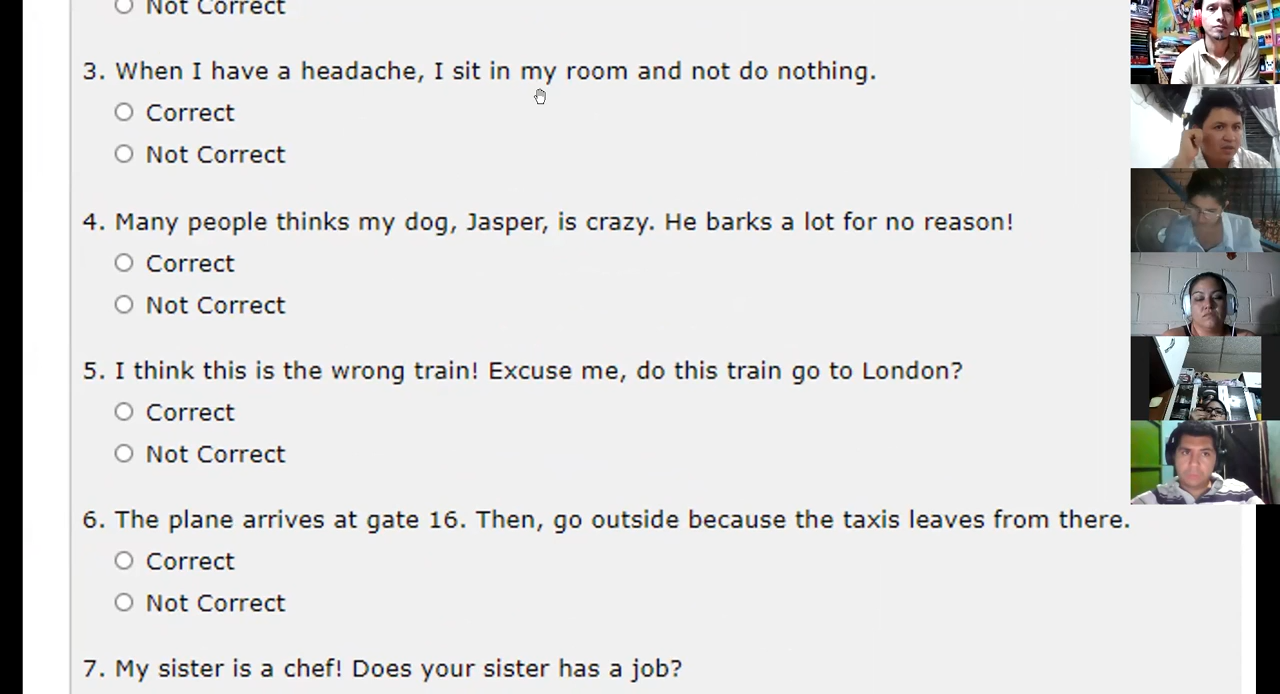 Not Correct
3. When I have a headache, I sit in my room and not do nothing.
Correct
Not Correct
4. Many people thinks my dog, Jasper, is crazy. He barks a lot for no reason!
Correct
Not Correct
5. I think this is the wrong train! Excuse me, do this train go to London?
Correct
Not Correct
6. The plane arrives at gate 16. Then, go outside because the taxis leaves from there.
Correct
Not Correct
7. My sister is a chef! Does your sister has a job?